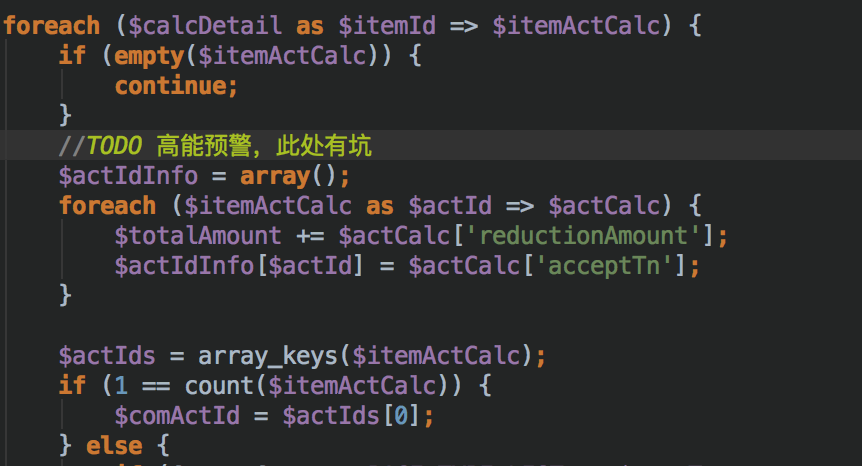 foreach ($calcDetail as $itemId => $itemActCalc) {
if (empty($itemActCalc)) {
continue;
}
//TODO 高能预警，此处有坑
$actIdInfo = array();
foreach ($itemActCalc as $actId => $actCalc) {
$totalAmount += $actCalc['reductionAmount'];
$actIdInfo[$actId] = $actCalc['acceptTn'];
}
$actIds = array_keys($itemActCalc);
if (1 == count($itemActCalc)) {
$comActId = $actIds[0];
} else {